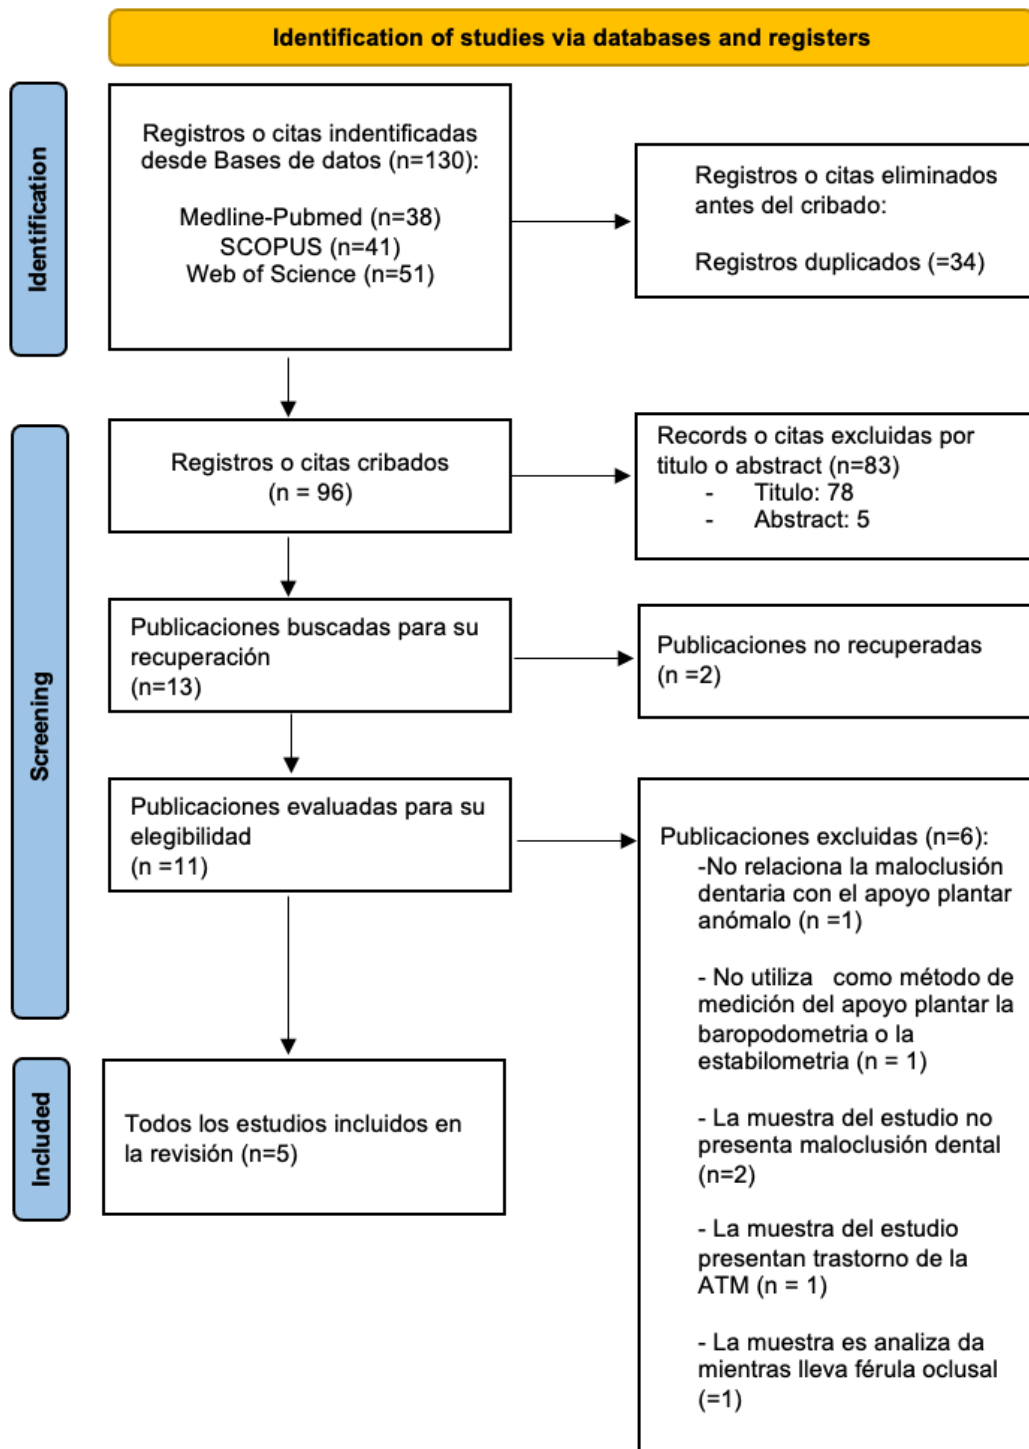 Identification of studies via databases and registers
Identification
Registros o citas indentificadas
desde Bases de datos (n=130):
Medline-Pubmed (n=38)
SCOPUS (n=41)
Web of Science (n=51)
Registros o citas eliminados
antes del cribado:
Registros duplicados (=34)
Screening
Registros o citas cribados
(n = 96)
Records o citas excluidas por
titulo o abstract (n=83)
- Titulo: 78
- Abstract: 5
Publicaciones buscadas para su
recuperación
(n=13)
Publicaciones no recuperadas
(n =2)
Publicaciones evaluadas para su
elegibilidad
(n =11)
Publicaciones excluidas (n=6):
-No relaciona la maloclusión
dentaria con el apoyo plantar
anómalo (n =1)
- No utiliza como método de
medición del apoyo plantar la
baropodometria o la
estabilometria (n = 1)
- La muestra del estudio no
presenta maloclusión dental
(n=2)
- La muestra del estudio
presentan trastorno de la
ATM (n = 1)
- La muestra es analiza da
mientras lleva férula oclusal
(=1)
Included
Todos los estudios incluidos en
la revisión (n=5)